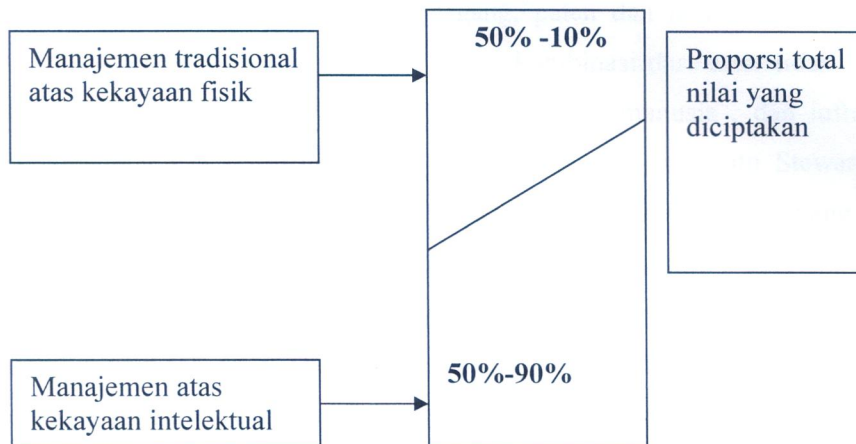 Manajemen tradisional
atas kekayaan fisik
50% -10%
Proporsi total
nilai yang
diciptakan
Manajemen atas
kekayaan intelektual
50%-90%